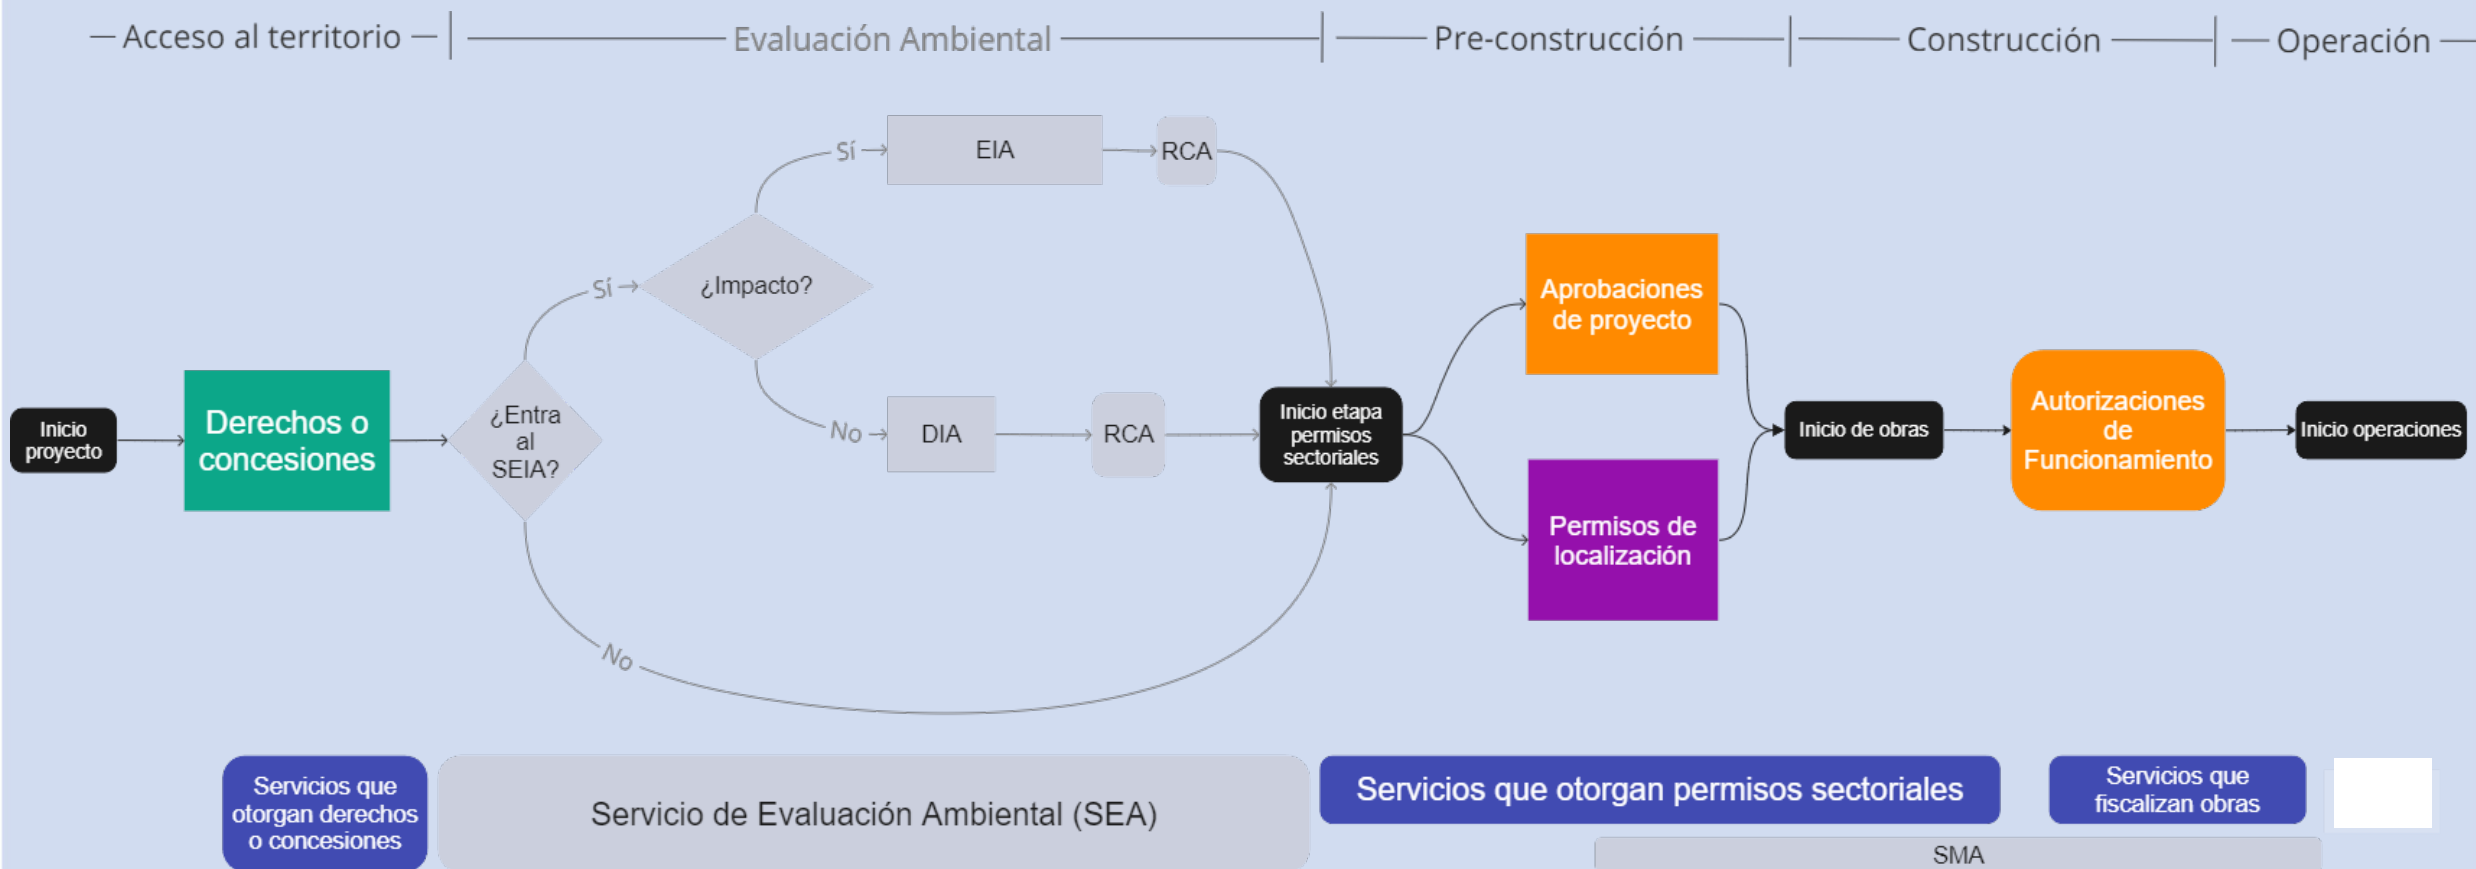 Acceso al territorio
Evaluación Ambiental
Pre-construcción
Construcción
Operación
Sí
EIA
RCA
Sí
¿Impacto?
Aprobaciones
de proyecto
Inicio
proyecto
Derechos o
concesiones
¿Entra
al
SEIA?
No
DIA
RCA
Inicio etapa
permisos
sectoriales
Inicio de obras
Autorizaciones
de
Funcionamiento
Inicio operaciones
Permisos de
localización
No
Servicios que
otorgan derechos
o concesiones
Servicio de Evaluación Ambiental (SEA)
Servicios que otorgan permisos sectoriales
Servicios que
fiscalizan obras
SMA